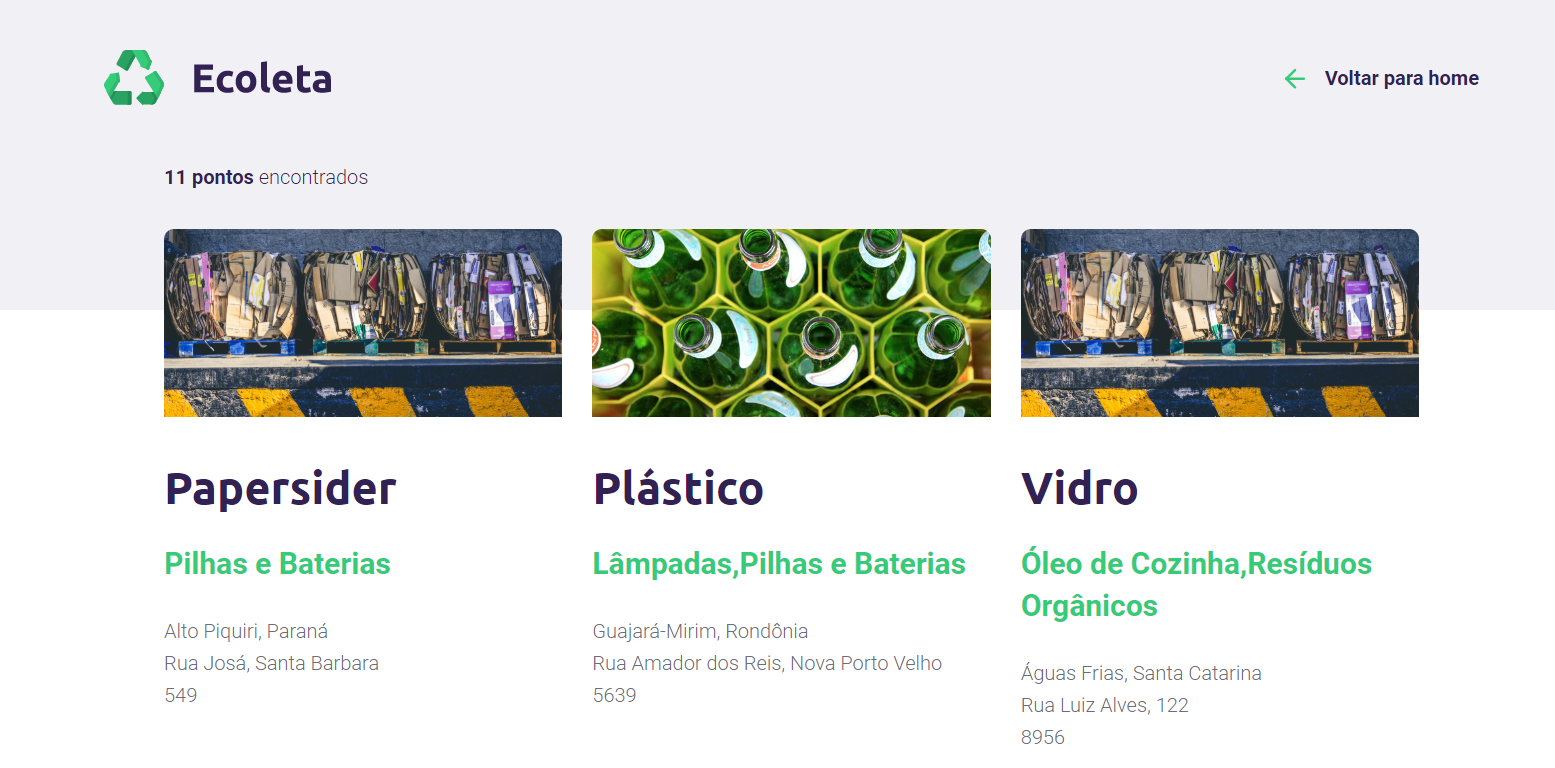 Ecoleta
Voltar para home
11 pontos encontrados
Papersider
Pilhas e Baterias
Alto Piquiri, Paraná
Rua Josá, Santa Barbara
549
Plástico
Lâmpadas,Pilhas e Baterias
Guajará-Mirim, Rondônia
Rua Amador dos Reis, Nova Porto Velho
5639
Vidro
Óleo de Cozinha,Resíduos
Orgânicos
Águas Frias, Santa Catarina
Rua Luiz Alves, 122
8956